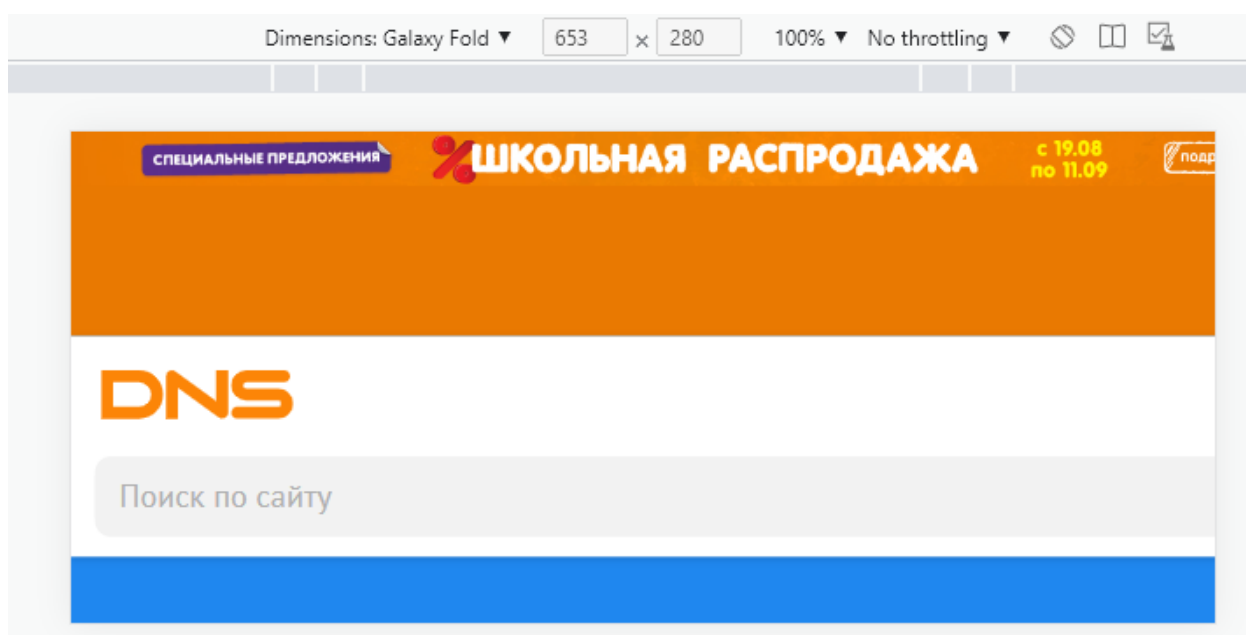 Dimensions: Galaxy Fold ▼ 653 × 280 100% ▼ No throttling ▼
СПЕЦИАЛЬНЫЕ ПРЕДЛОЖЕНИЯ % ШКОЛЬНАЯ РАСПРОДАЖА с 19.08
по 11.09
DNS
Поиск по сайту